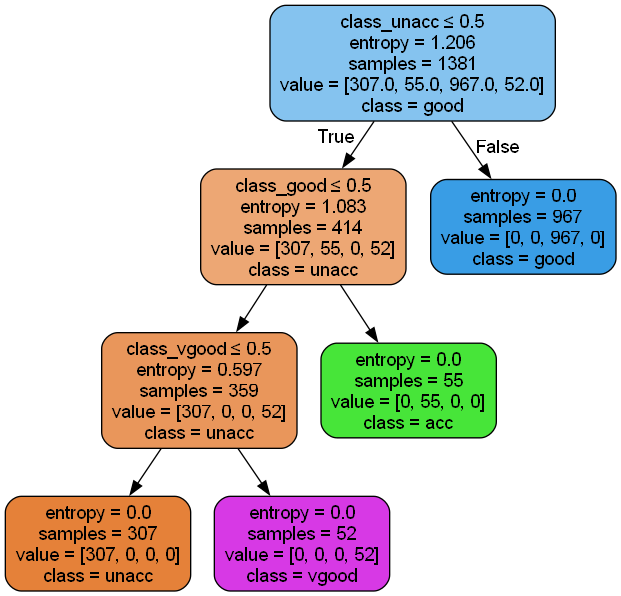 class_unacc ≤ 0.5
entropy = 1.206
samples = 1381
value = [307.0, 55.0, 967.0, 52.0]
class = good
True
False
class_good ≤ 0.5
entropy = 1.083
samples = 414
value = [307, 55, 0, 52]
class = unacc
entropy = 0.0
samples = 967
value = [0, 0, 967, 0]
class = good
class_vgood ≤ 0.5
entropy = 0.597
samples = 359
value = [307, 0, 0, 52]
class = unacc
entropy = 0.0
samples = 55
value = [0, 55, 0, 0]
class = acc
entropy = 0.0
samples = 307
value = [307, 0, 0, 0]
class = unacc
entropy = 0.0
samples = 52
value = [0, 0, 0, 52]
class = vgood